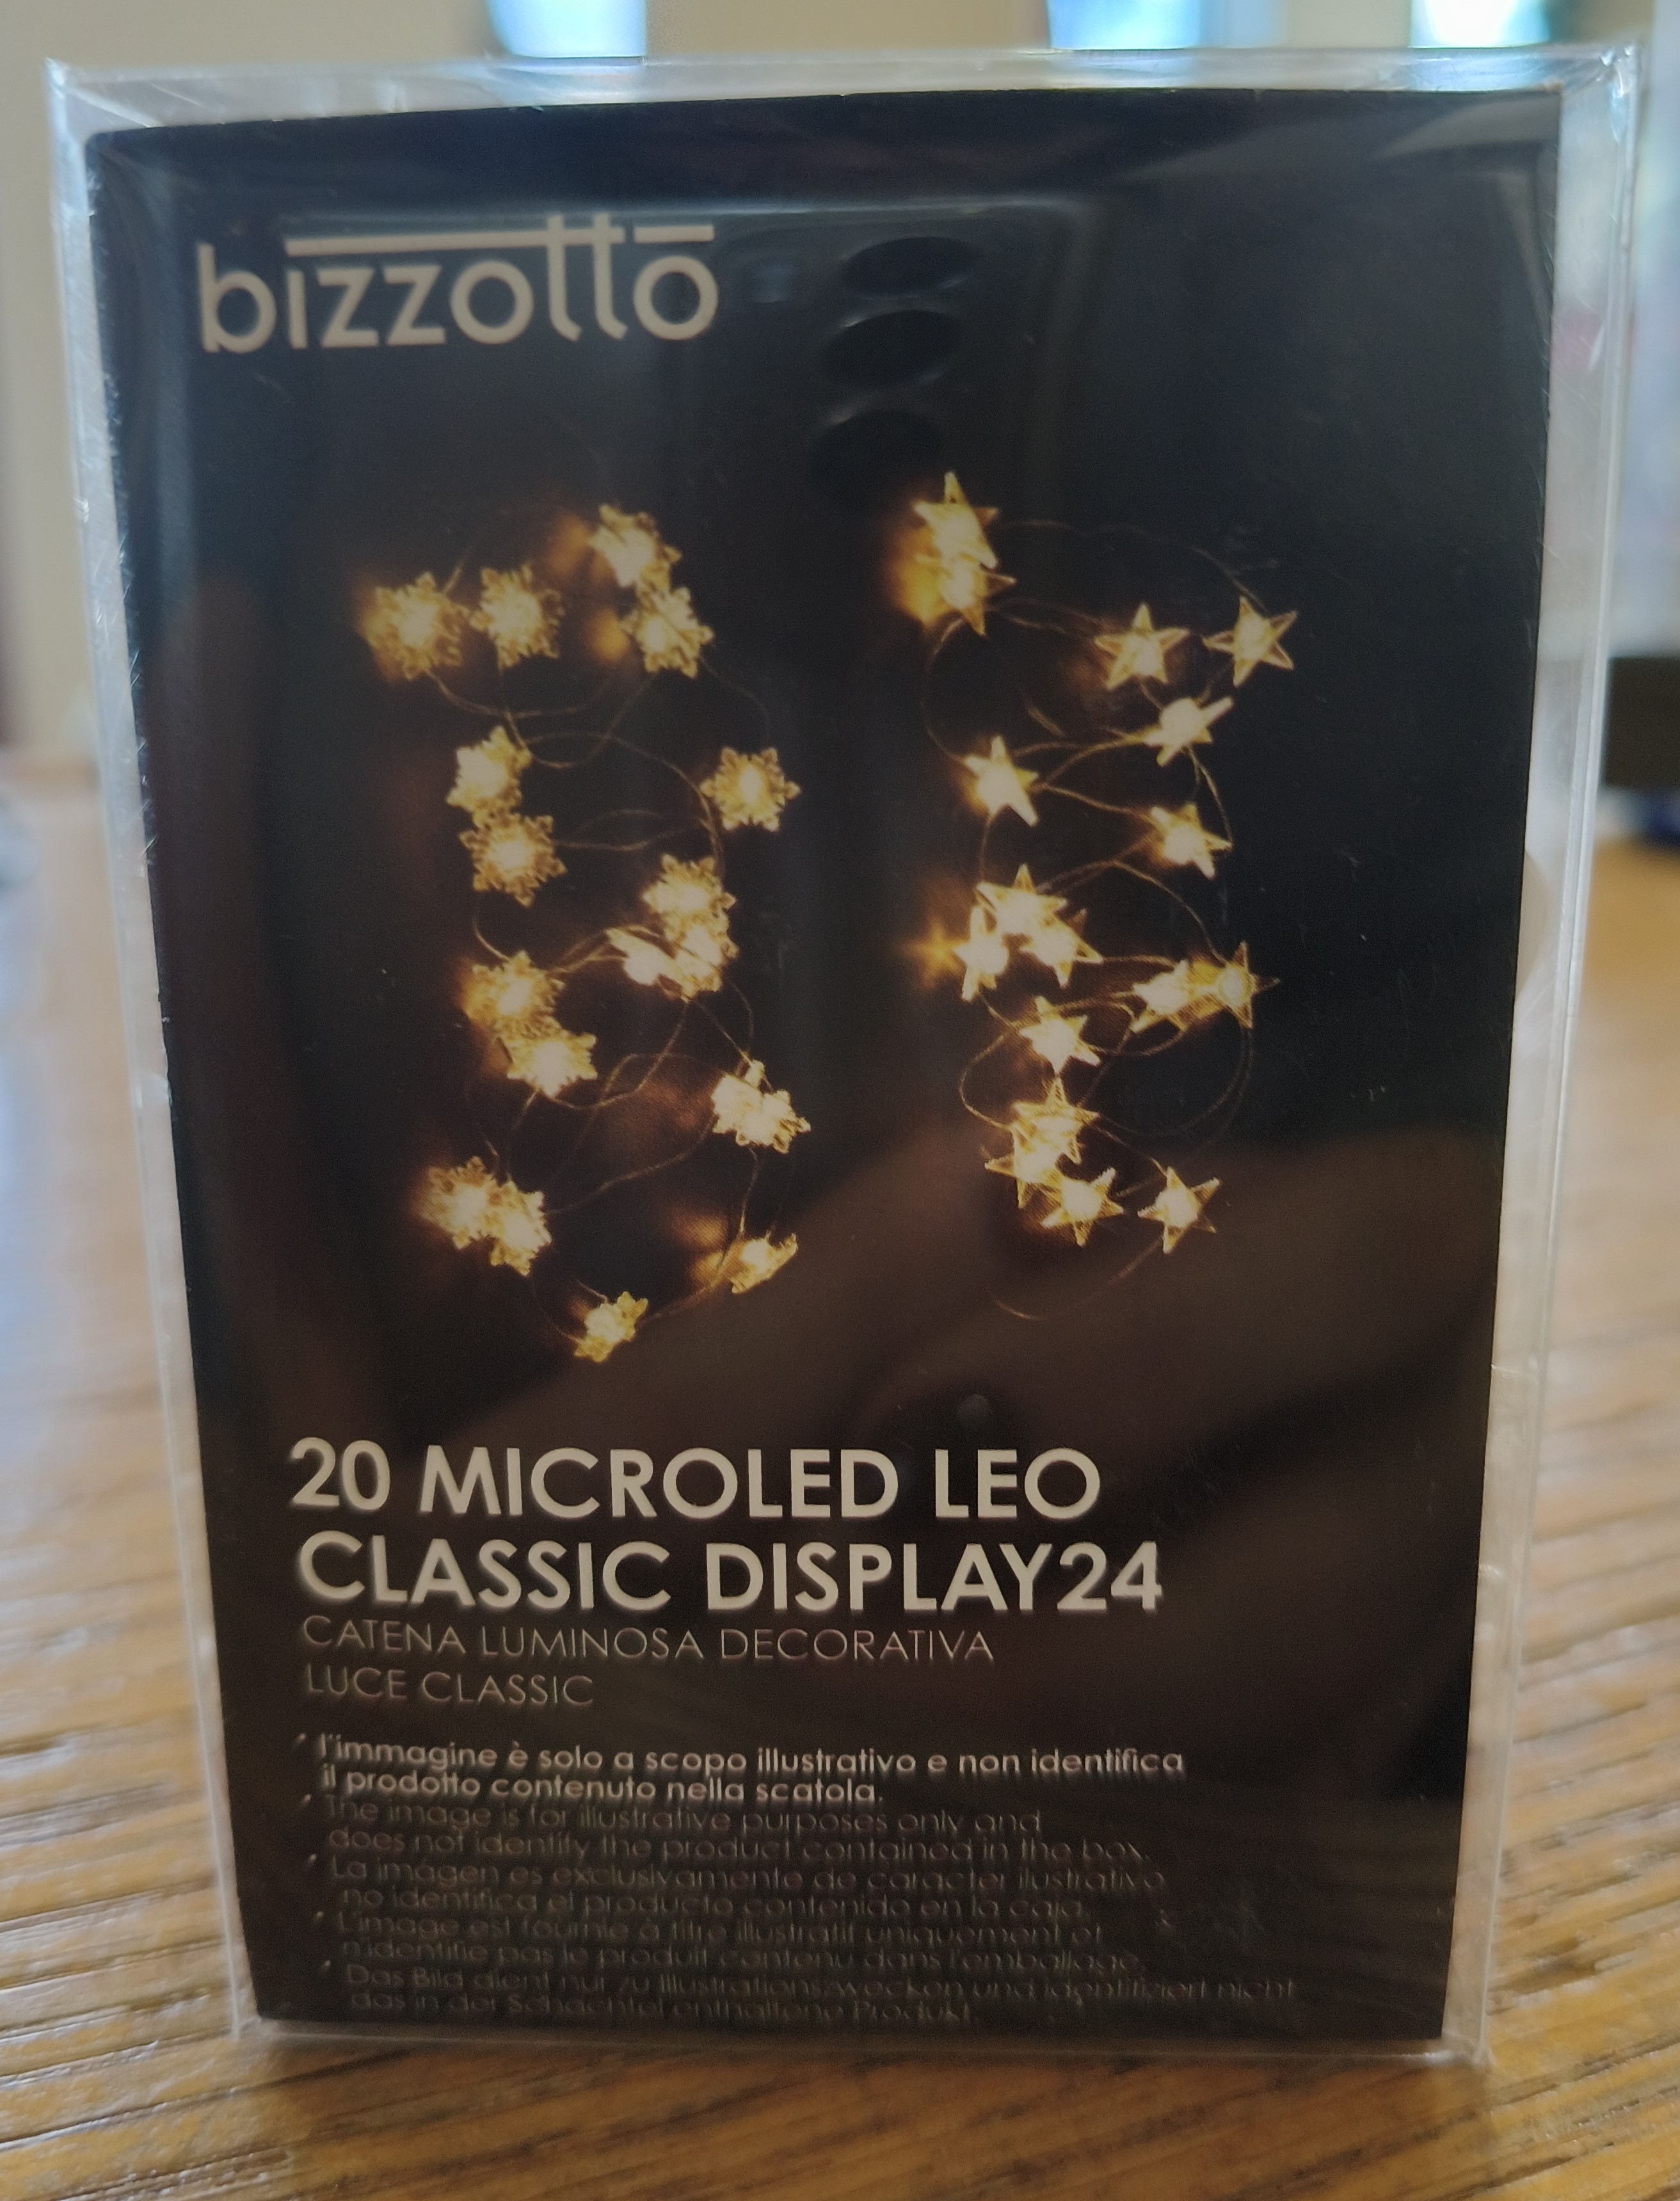 bizzotto
20 MICROLED LEO
CLASSIC DISPLAY24
CATENA LUMINOSA DECORATIVA
LUCE CLASSIC
* l'immagine è solo a scopo illustrativo e non identifica
il prodotto contenuto nella scatola.
* The image is for illustrative purposes only and
does not identify the product contained in the box.
* La imágen es exclusivamente de caracter ilustrativo
no identifica el producto contenido en la caja.
* L'image est fournie à titre illustratif uniquement et
n'identifie pas le produit contenu dans l'emballage.
* Das Bild dient nur zu Illustrationszwecken und identifiziert nicht
das in der Schachtel enthaltene Produkt.